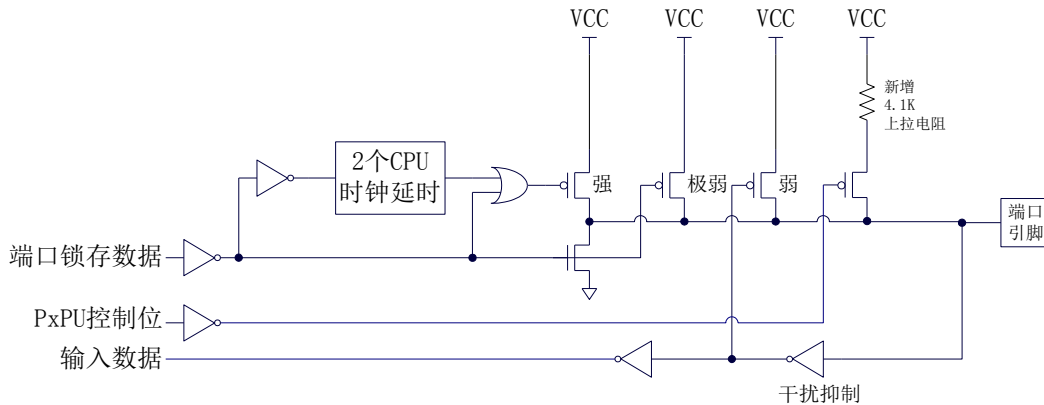 VCC
VCC
VCC
VCC
新增
4.1K
上拉电阻
2个CPU
时钟延时
强
极弱
弱
端口
引脚
端口锁存数据
PxPU控制位
输入数据
干扰抑制